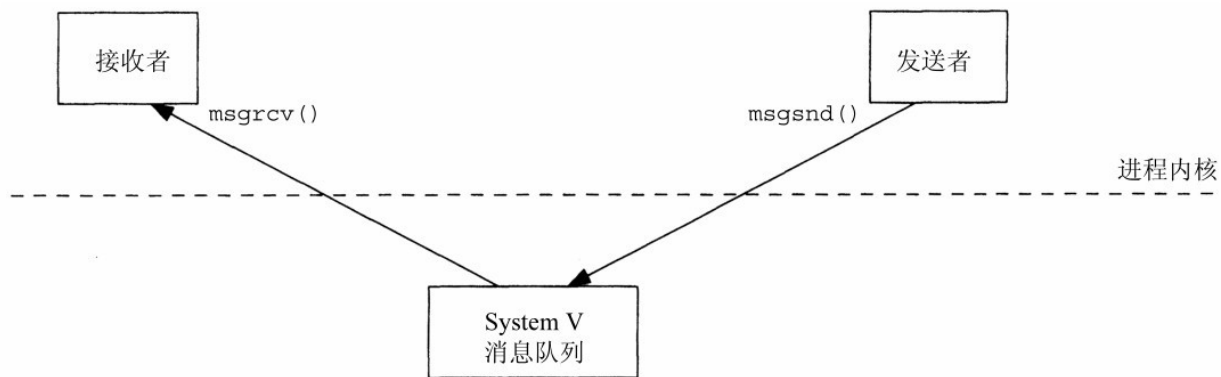 接收者
发送者
msgrcv()
msgsnd()
进程内核
System V
消息队列